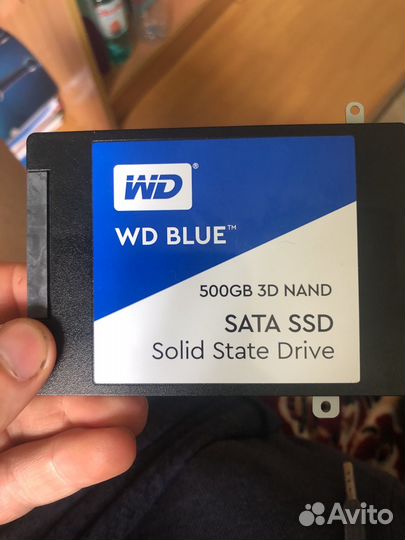 WD®
WD BLUE™
500GB 3D NAND
SATA SSD
Solid State Drive
Avito